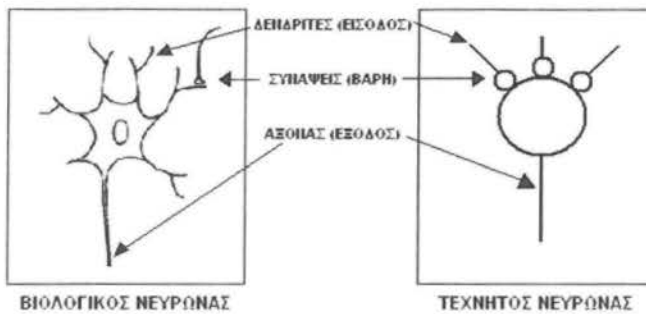 ΔΕΝΔΡΙΤΕΣ (ΕΙΣΟΔΟΣ)
ΣΥΝΑΨΕΙΣ (ΒΑΡΗ)
ΑΞΟΝΑΣ (ΕΞΟΔΟΣ)
ΒΙΟΛΟΓΙΚΟΣ ΝΕΥΡΩΝΑΣ
ΤΕΧΝΗΤΟΣ ΝΕΥΡΩΝΑΣ